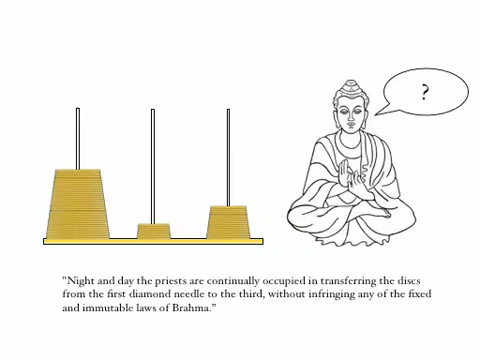 ?
"Night and day the priests are continually occupied in transferring the discs
from the first diamond needle to the third, without infringing any of the fixed
and immutable laws of Brahma.”